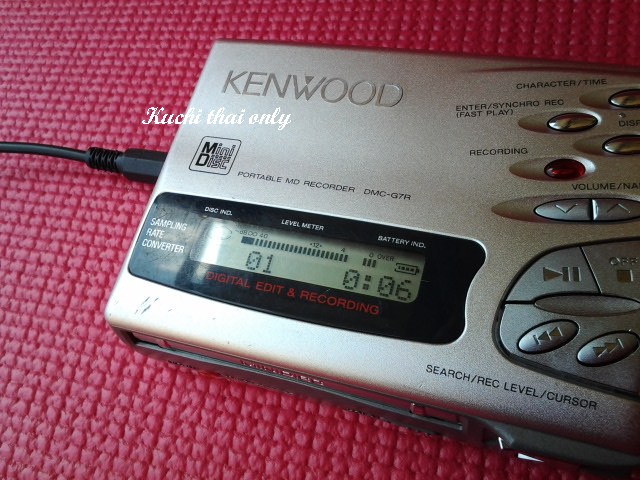 KENWOOD
Kuchi thai only
MiniDisc
PORTABLE MD RECORDER DMC-G7R
CHARACTER/TIME
ENTER/SYNCHRO REC
(FAST PLAY)
DISP
RECORDING
VOLUME/NA
DISC IND.
LEVEL METER
BATTERY IND.
SAMPLING
RATE
CONVERTER
OVER
01 0:06
DIGITAL EDIT & RECORDING
OFF
SEARCH/REC LEVEL/CURSOR